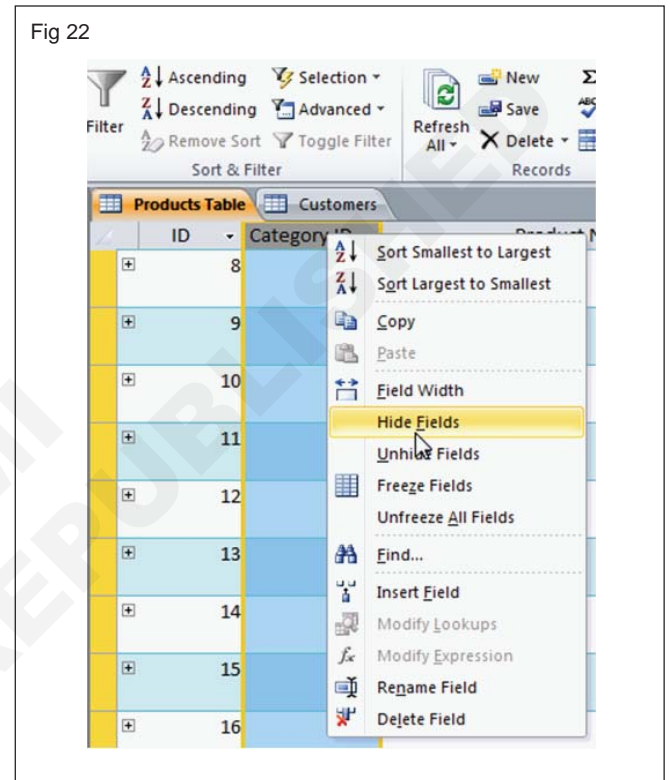 Fig 22
Ascending Selection New Σ
Descending Advanced Save ABC
Filter Remove Sort Toggle Filter Refresh All Delete
Sort & Filter Records
Products Table Customers
ID Category ID Product N
8 Sort Smallest to Largest
Sort Largest to Smallest
9 Copy
Paste
10 Field Width
Hide Fields
11 Unhide Fields
Freeze Fields
12 Unfreeze All Fields
13 Find...
Insert Field
14 Modify Lookups
Modify Expression
15 Rename Field
16 Delete Field